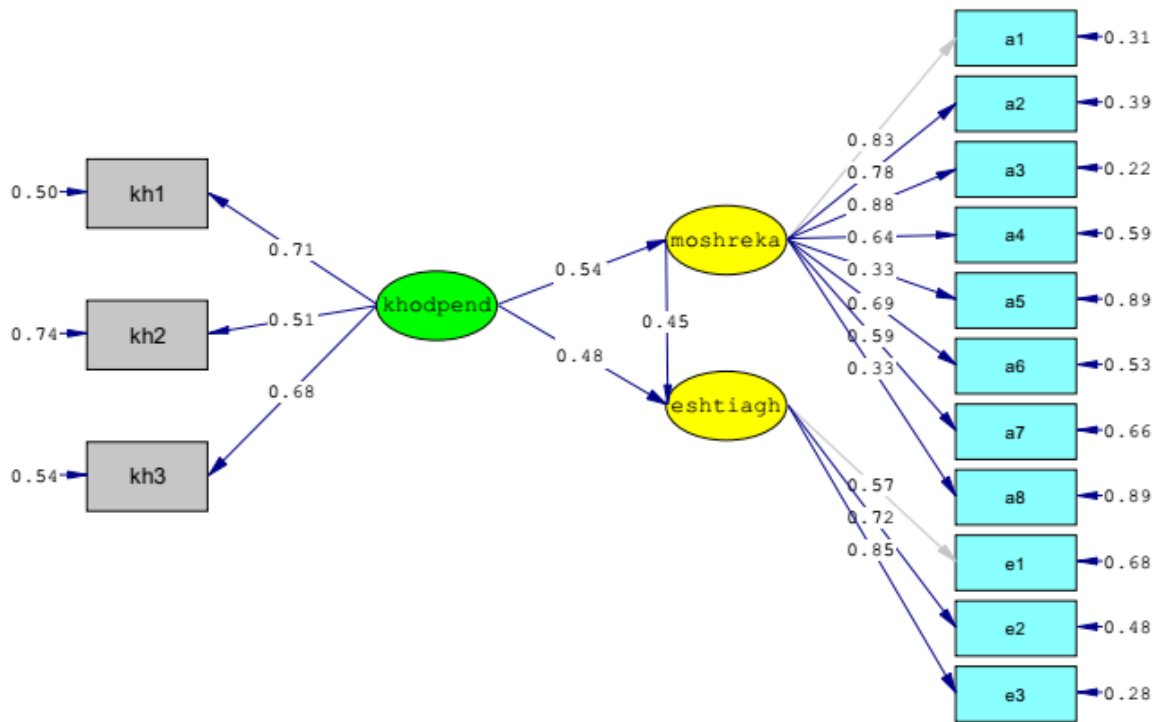 0.50
kh1
0.74
kh2
0.54
kh3
0.71
0.51
0.68
khodpend
0.54
0.48
moshreka
0.45
eshtiagh
0.83
0.78
0.88
0.64
0.33
0.69
0.59
0.33
0.57
0.72
0.85
a1
0.31
a2
0.39
a3
0.22
a4
0.59
a5
0.89
a6
0.53
a7
0.66
a8
0.89
e1
0.68
e2
0.48
e3
0.28